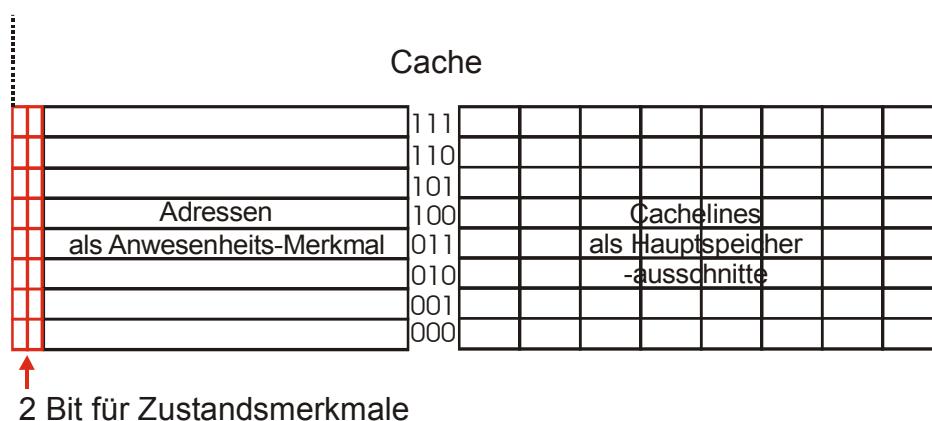 Cache
111
110
101
Adressen 100 Cachelines
als Anwesenheits-Merkmal 011 als Hauptspeicher
010 -ausschnitte
001
000
2 Bit für Zustandsmerkmale